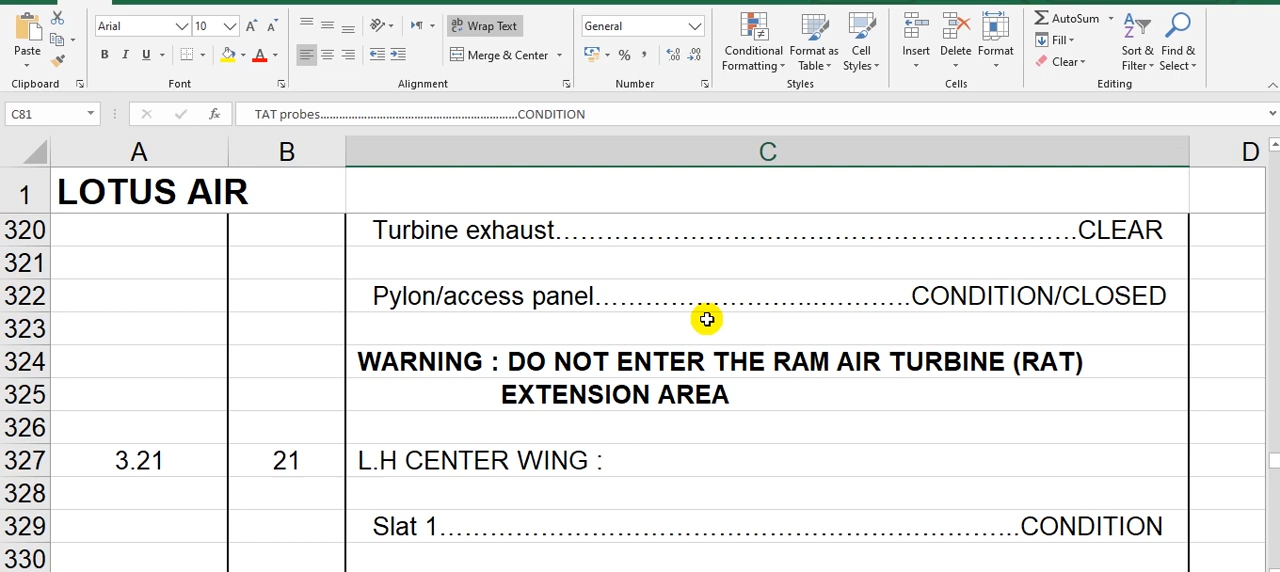 Arial 10 Wrap Text General AutoSum
Paste Fill Conditional Format as Cell Insert Delete Format Sort & Find &
B I U Merge & Center % Clear Formatting Table Styles Filter Select
Clipboard Font Alignment Number Styles Cells Editing
C81 fx TAT probes............................................................CONDITION
A B C D
1 LOTUS AIR
320 Turbine exhaust…………………………………………………….CLEAR
321
322 Pylon/access panel…………………….…………CONDITION/CLOSED
323
324 WARNING : DO NOT ENTER THE RAM AIR TURBINE (RAT)
325 EXTENSION AREA
326
327 3.21 21 L.H CENTER WING :
328
329 Slat 1…………………………………………………………….CONDITION
330